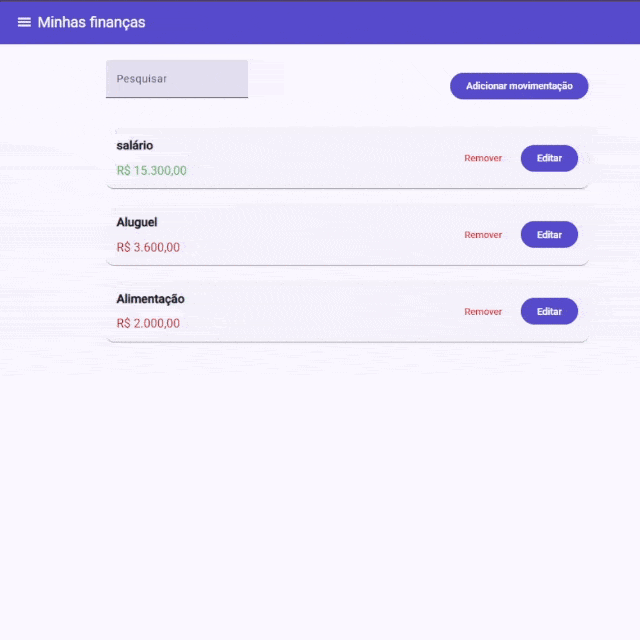 Minhas finanças
Pesquisar
Adicionar movimentação
salário
R$ 15.300,00
Remover
Editar
Aluguel
R$ 3.600,00
Remover
Editar
Alimentação
R$ 2.000,00
Remover
Editar